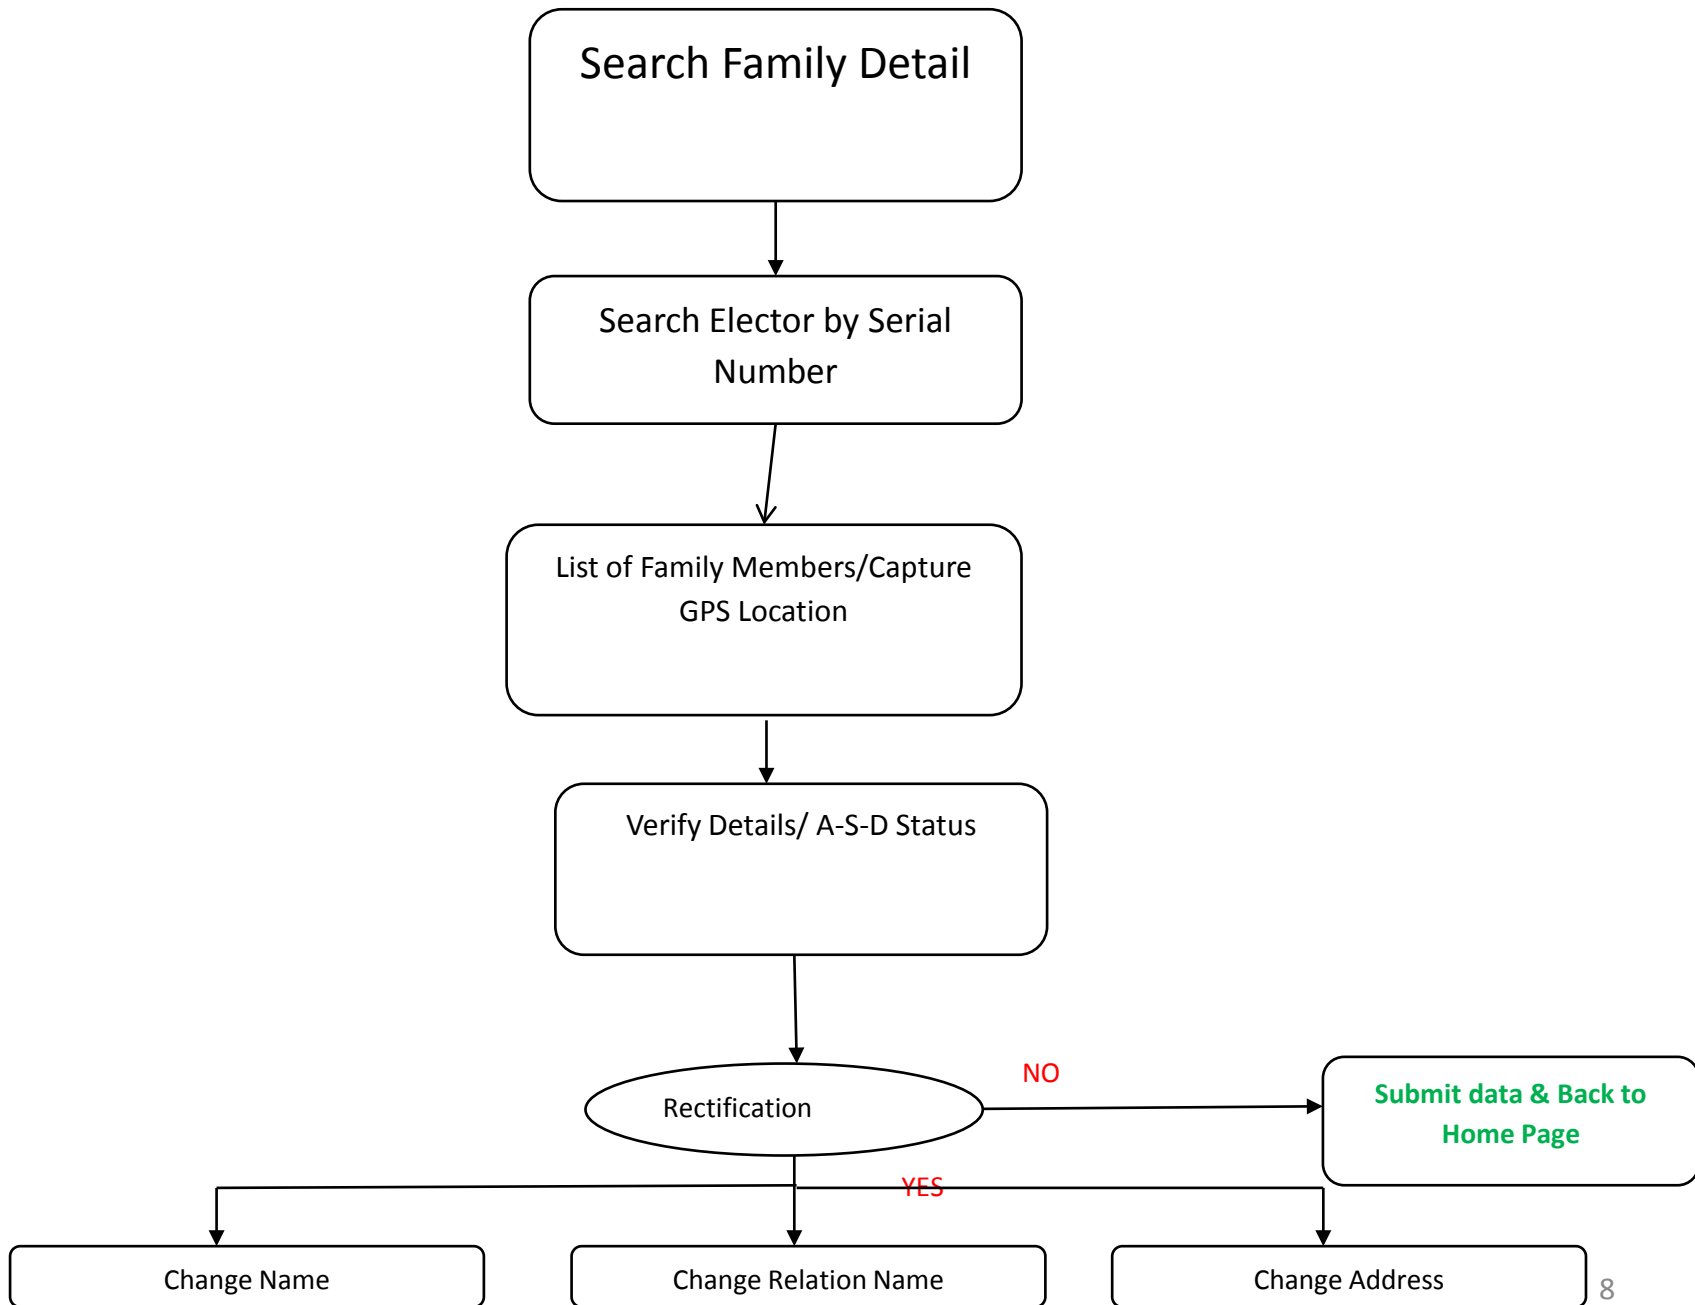 Search Family Detail
Search Elector by Serial
Number
List of Family Members/Capture
GPS Location
Verify Details/ A-S-D Status
NO
Rectification
Submit data & Back to
Home Page
YES
Change Name
Change Relation Name
Change Address
8